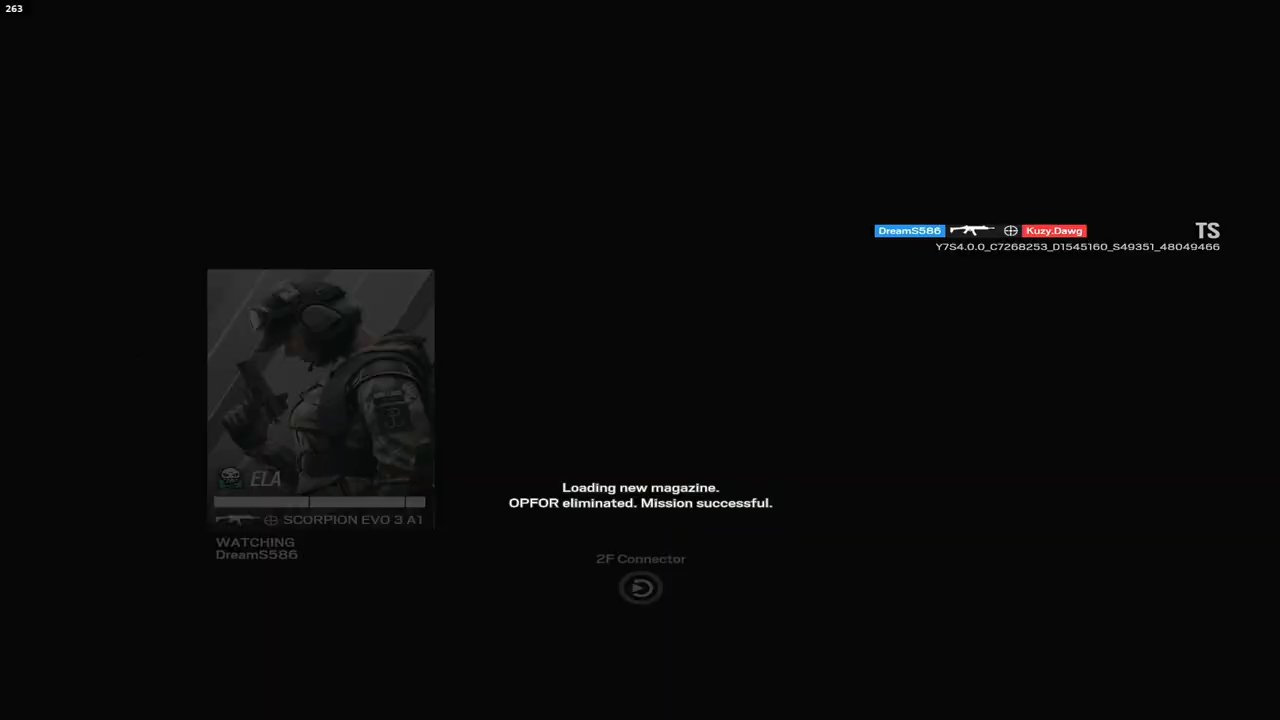 263
DreamS586 Kuzy.Dawg TS
Y7S4.0.0_C7268253_D1545160_S49351_48049466
ELA
SCORPION EVO 3 A1
WATCHING
DreamS586
Loading new magazine.
OPFOR eliminated. Mission successful.
2F Connector